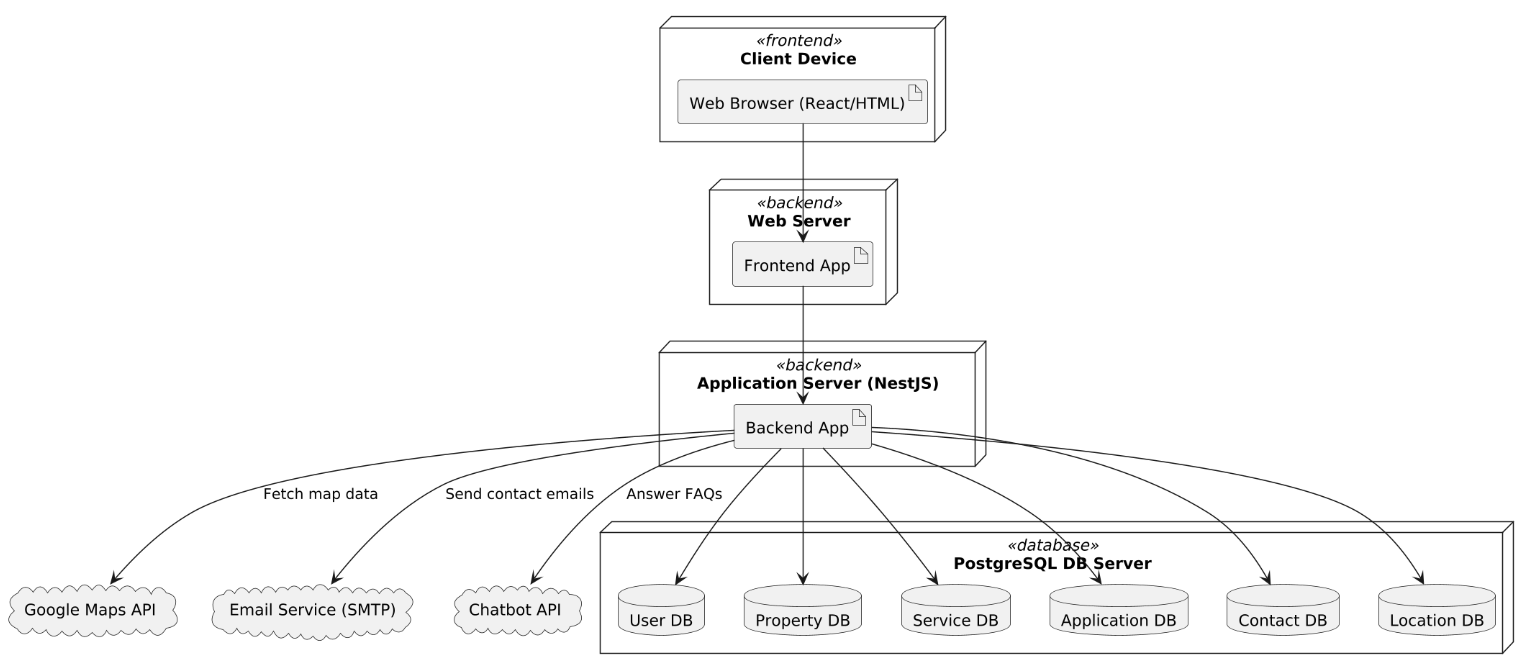 «frontend»
Client Device
Web Browser (React/HTML)
«backend»
Web Server
Frontend App
«backend»
Application Server (NestJS)
Backend App
Fetch map data
Send contact emails
Answer FAQs
«database»
PostgreSQL DB Server
Google Maps API
Email Service (SMTP)
Chatbot API
User DB
Property DB
Service DB
Application DB
Contact DB
Location DB